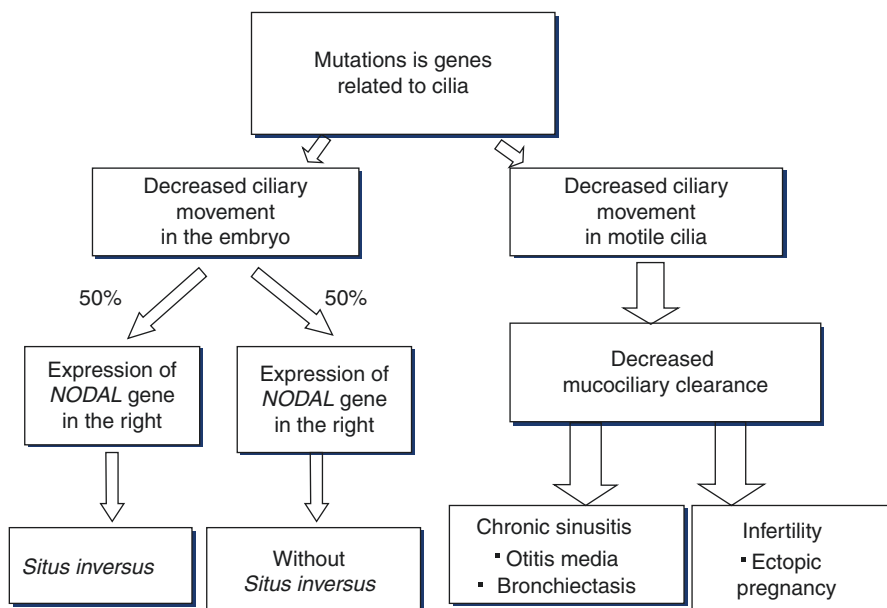 Mutations is genes
related to cilia
Decreased ciliary
movement
in the embryo
Decreased ciliary
movement
in motile cilia
50%
50%
Expression of
NODAL gene
in the right
Expression of
NODAL gene
in the right
Decreased
mucociliary clearance
Situs inversus
Without
Situs inversus
Chronic sinusitis
▪ Otitis media
▪ Bronchiectasis
Infertility
▪ Ectopic
pregnancy